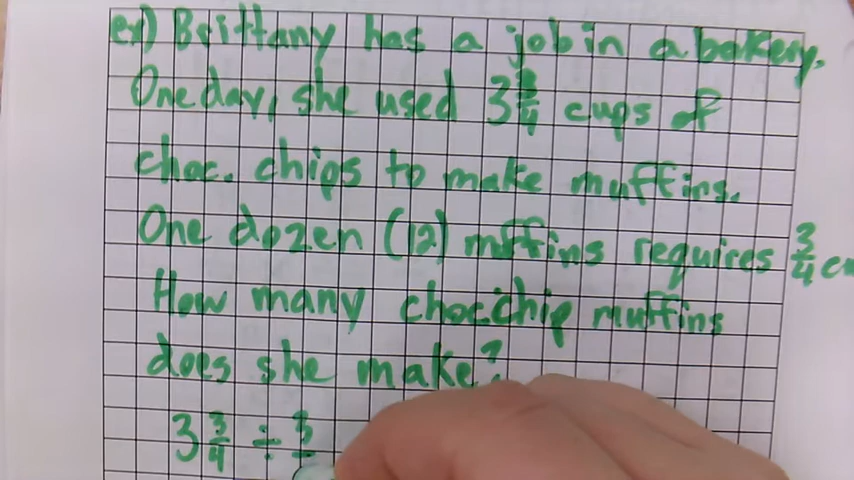 ex) Brittany has a job in a bakery.
One day, she used 3 3/4 cups of
choc. chips to make muffins.
One dozen (12) mffins requires 3/4
How many choc. chip muffins
does she make?
3 3/4 ÷ 3